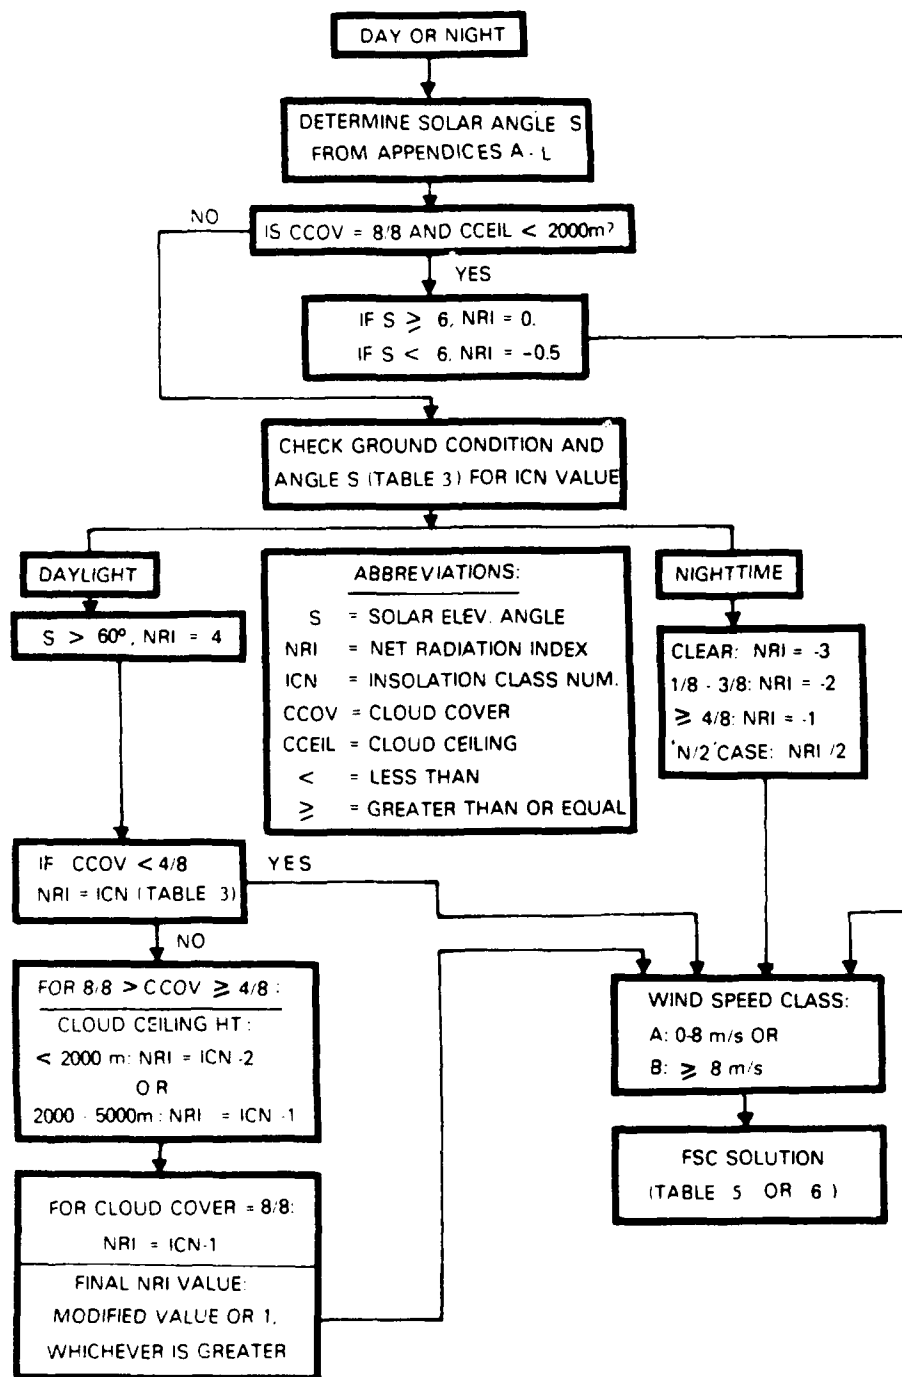 DAY OR NIGHT
DETERMINE SOLAR ANGLE S
FROM APPENDICES A - L
NO
IS CCOV = 8/8 AND CCEIL < 2000m?
YES
IF S ≥ 6, NRI = 0.
IF S < 6, NRI = -0.5
CHECK GROUND CONDITION AND
ANGLE S (TABLE 3) FOR ICN VALUE
DAYLIGHT
S > 60º, NRI = 4
ABBREVIATIONS:
S = SOLAR ELEV. ANGLE
NRI = NET RADIATION INDEX
ICN = INSOLATION CLASS NUM.
CCOV = CLOUD COVER
CCEIL = CLOUD CEILING
< = LESS THAN
≥ = GREATER THAN OR EQUAL
NIGHTTIME
CLEAR: NRI = -3
1/8 - 3/8: NRI = -2
≥ 4/8: NRI = -1
'N/2' CASE: NRI /2
IF CCOV < 4/8
NRI = ICN (TABLE 3)
YES
NO
FOR 8/8 > CCOV ≥ 4/8 :
CLOUD CEILING HT :
< 2000 m: NRI = ICN -2
OR
2000 - 5000m : NRI = ICN -1
FOR CLOUD COVER = 8/8:
NRI = ICN-1
FINAL NRI VALUE:
MODIFIED VALUE OR 1,
WHICHEVER IS GREATER
WIND SPEED CLASS:
A: 0-8 m/s OR
B: ≥ 8 m/s
FSC SOLUTION
(TABLE 5 OR 6 )